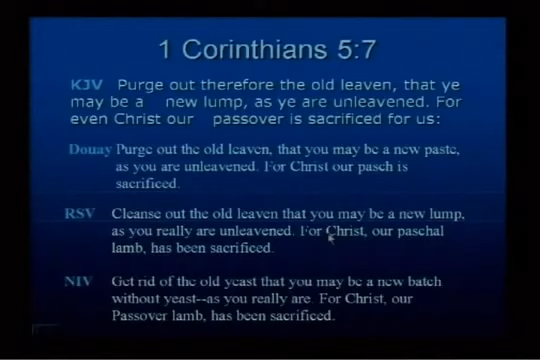 1 Corinthians 5:7
KJV Purge out therefore the old leaven, that ye
may be a new lump, as ye are unleavened. For
even Christ our passover is sacrificed for us:
Douay Purge out the old leaven, that you may be a new paste,
as you are unleavened. For Christ our pasch is
sacrificed.
RSV Cleanse out the old leaven that you may be a new lump,
as you really are unleavened. For Christ, our paschal
lamb, has been sacrificed.
NIV Get rid of the old yeast that you may be a new batch
without yeast--as you really are. For Christ, our
Passover lamb, has been sacrificed.